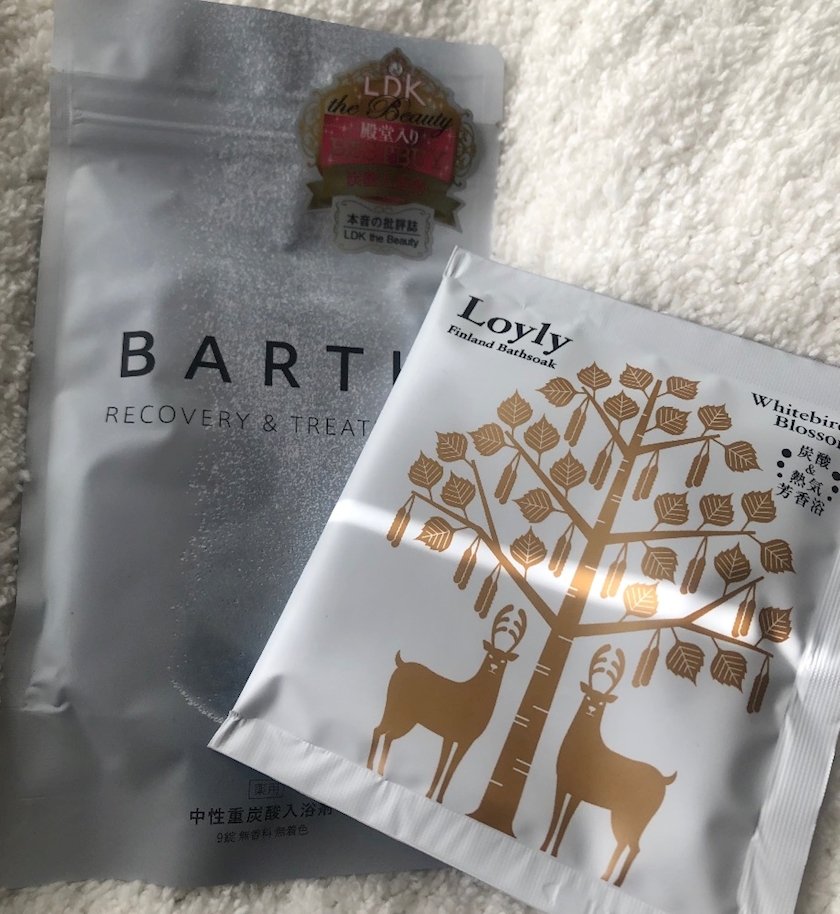 LDK
the Beauty
殿堂入り
本音の批評誌
LDK the Beauty
BARTH
RECOVERY & TREAT
薬用
中性重炭酸入浴剤
9錠 無香料 無着色
Loyly
Finland Bathsoak
Whitebirc
Blosso
炭酸
&
熱気
芳香浴